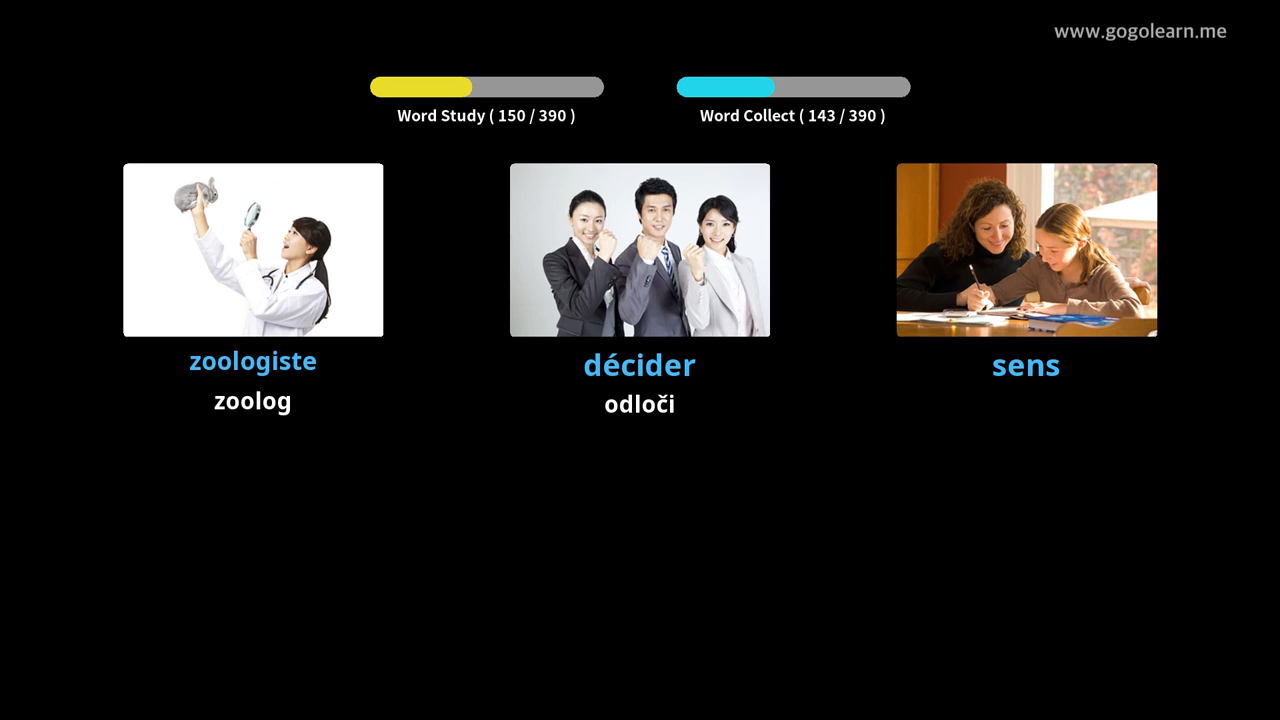 www.gogolearn.me
Word Study ( 150 / 390 )
Word Collect ( 143 / 390 )
zoologiste
décider
sens
zoolog
odloči